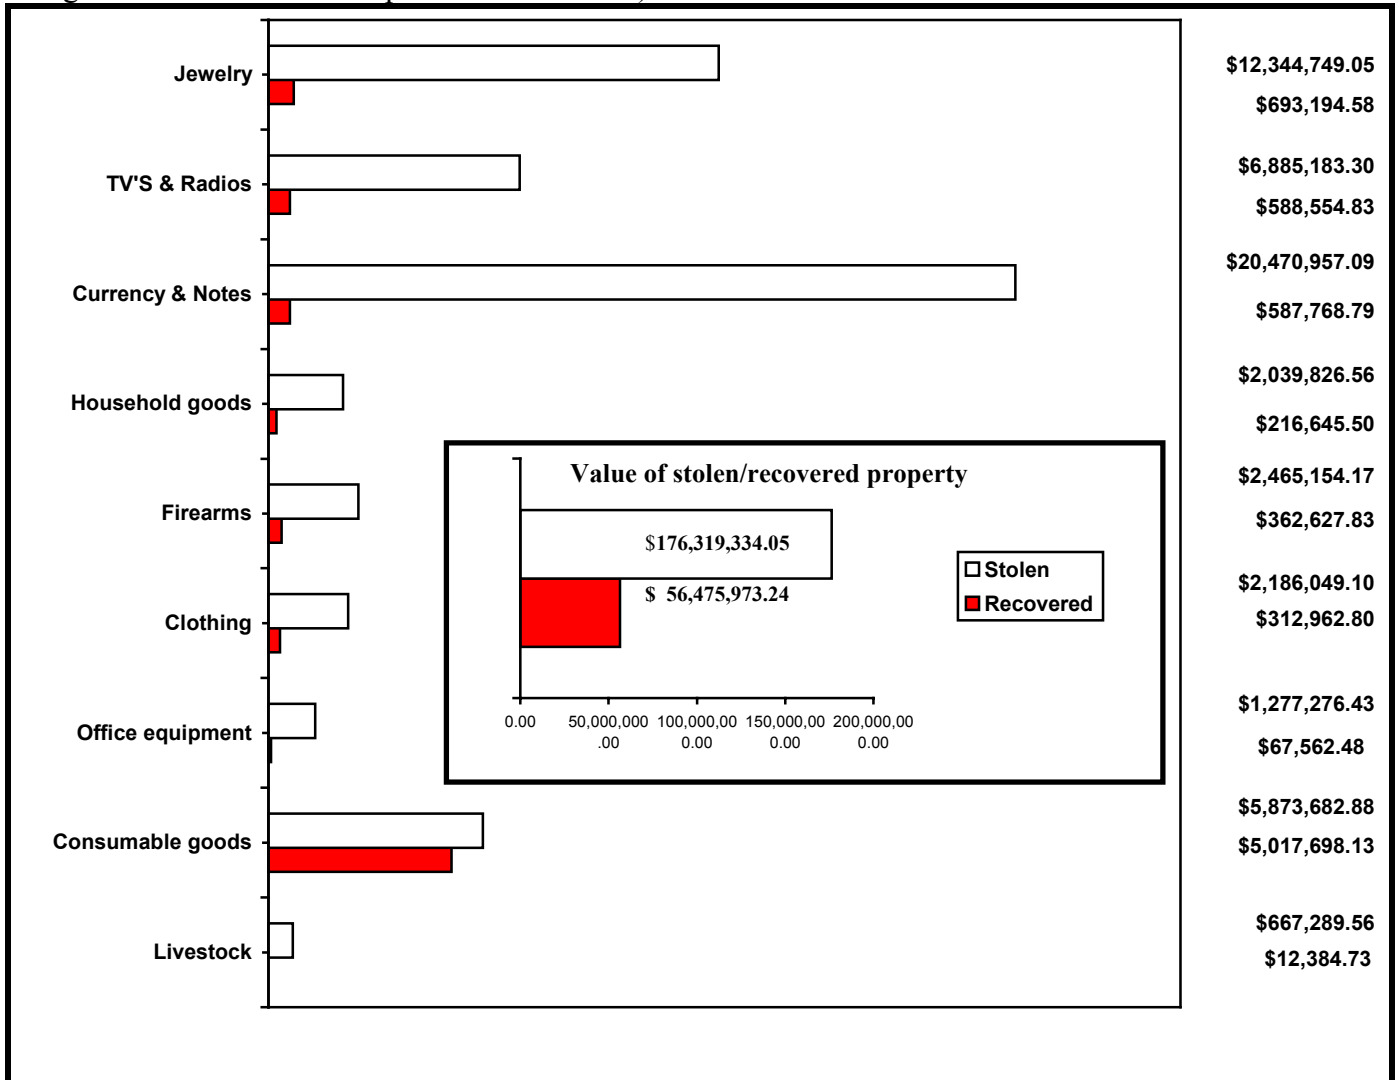 Jewelry
$12,344,749.05
$693,194.58
TV'S & Radios
$6,885,183.30
$588,554.83
Currency & Notes
$20,470,957.09
$587,768.79
Household goods
$2,039,826.56
$216,645.50
Value of stolen/recovered property
$176,319,334.05
$ 56,475,973.24
Stolen
Recovered
0.00 50,000,000 100,000,00 150,000,00 200,000,00
.00 0.00 0.00 0.00
Firearms
$2,465,154.17
$362,627.83
Clothing
$2,186,049.10
$312,962.80
Office equipment
$1,277,276.43
$67,562.48
Consumable goods
$5,873,682.88
$5,017,698.13
Livestock
$667,289.56
$12,384.73